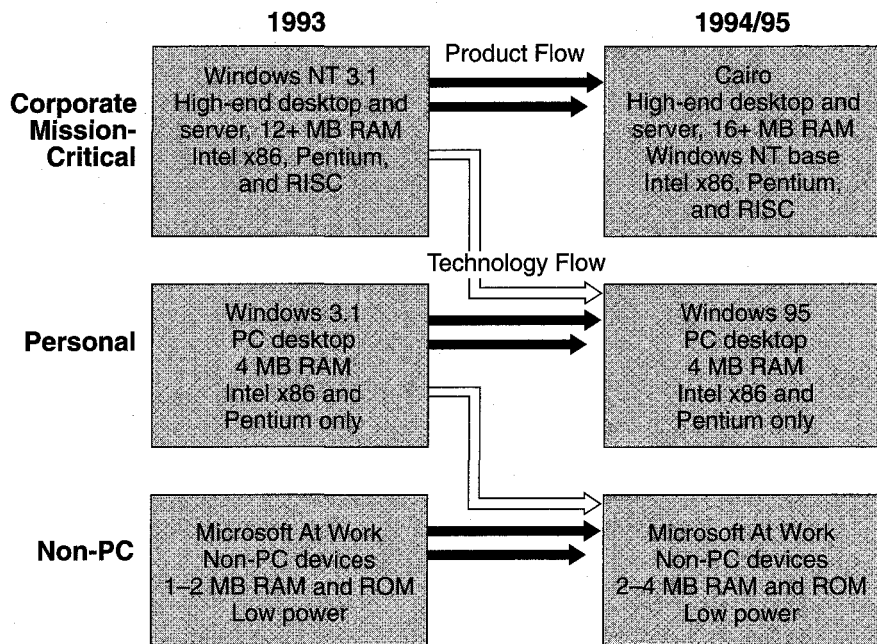 1993
1994/95
Product Flow
Corporate
Mission-
Critical
Windows NT 3.1
High-end desktop and
server, 12+ MB RAM
Intel x86, Pentium,
and RISC
Cairo
High-end desktop and
server, 16+ MB RAM
Windows NT base
Intel x86, Pentium,
and RISC
Technology Flow
Personal
Windows 3.1
PC desktop
4 MB RAM
Intel x86 and
Pentium only
Windows 95
PC desktop
4 MB RAM
Intel x86 and
Pentium only
Non-PC
Microsoft At Work
Non-PC devices
1–2 MB RAM and ROM
Low power
Microsoft At Work
Non-PC devices
2–4 MB RAM and ROM
Low power